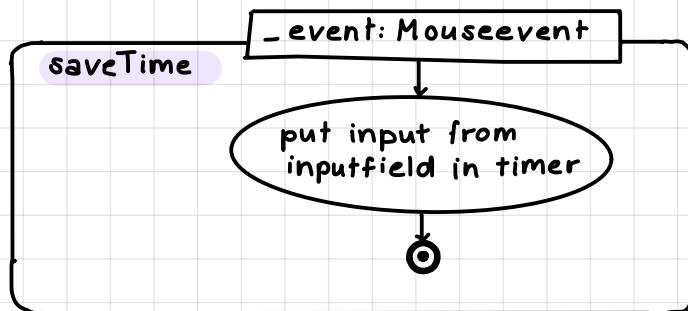 _event: Mouseevent
saveTime
put input from
inputfield in timer